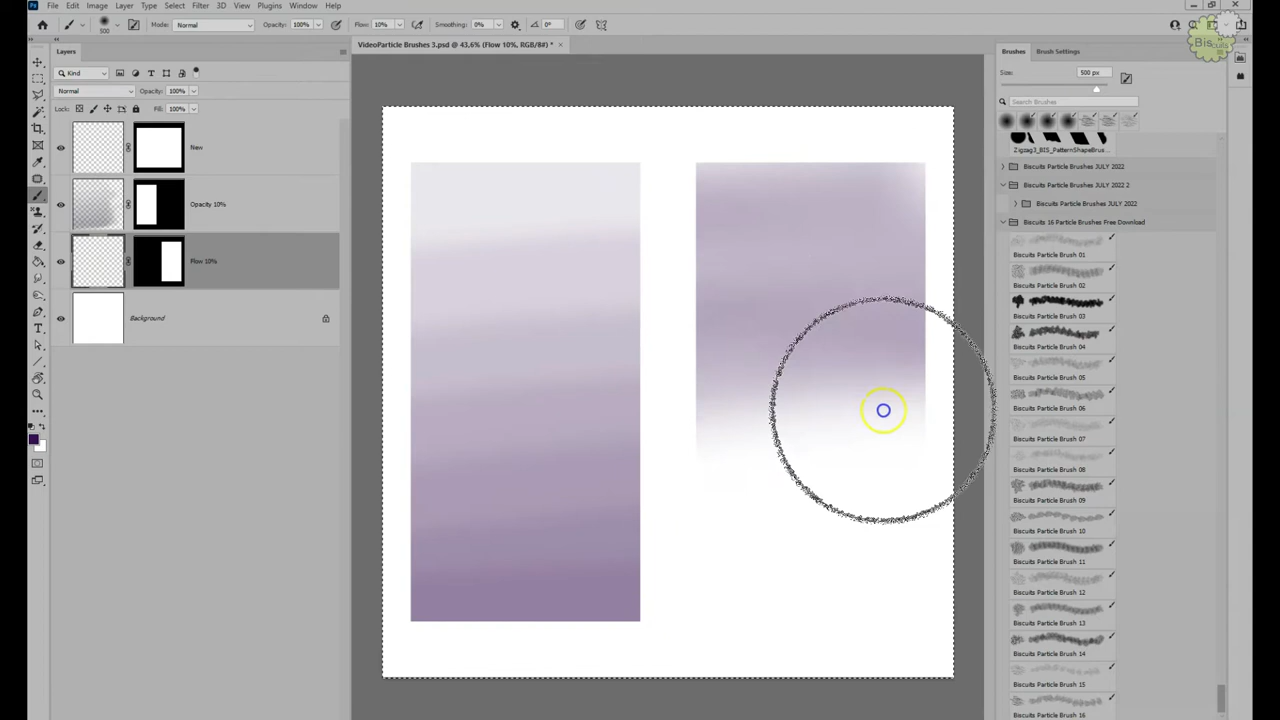 File Edit Image Layer Type Select Filter 3D View Plugins Window Help
500 Mode: Normal Opacity: 100% Flow: 10% Smoothing: 0% 0°
Biscuits
Layers
VideoParticle Brushes 3.psd @ 43,6% (Flow 10%, RGB/8#) *
Brushes Brush Settings
Kind
Size: 500 px
Normal Opacity: 100%
Search Brushes
Lock: Fill: 100%
New
Opacity 10%
Flow 10%
Background
Zigzag3_BIS_PatternShapeBrus...
Biscuits Particle Brushes JULY 2022
Biscuits Particle Brushes JULY 2022 2
Biscuits Particle Brushes JULY 2022
Biscuits 16 Particle Brushes Free Download
Biscuits Particle Brush 01
Biscuits Particle Brush 02
Biscuits Particle Brush 03
Biscuits Particle Brush 04
Biscuits Particle Brush 05
Biscuits Particle Brush 06
Biscuits Particle Brush 07
Biscuits Particle Brush 08
Biscuits Particle Brush 09
Biscuits Particle Brush 10
Biscuits Particle Brush 11
Biscuits Particle Brush 12
Biscuits Particle Brush 13
Biscuits Particle Brush 14
Biscuits Particle Brush 15
Biscuits Particle Brush 16